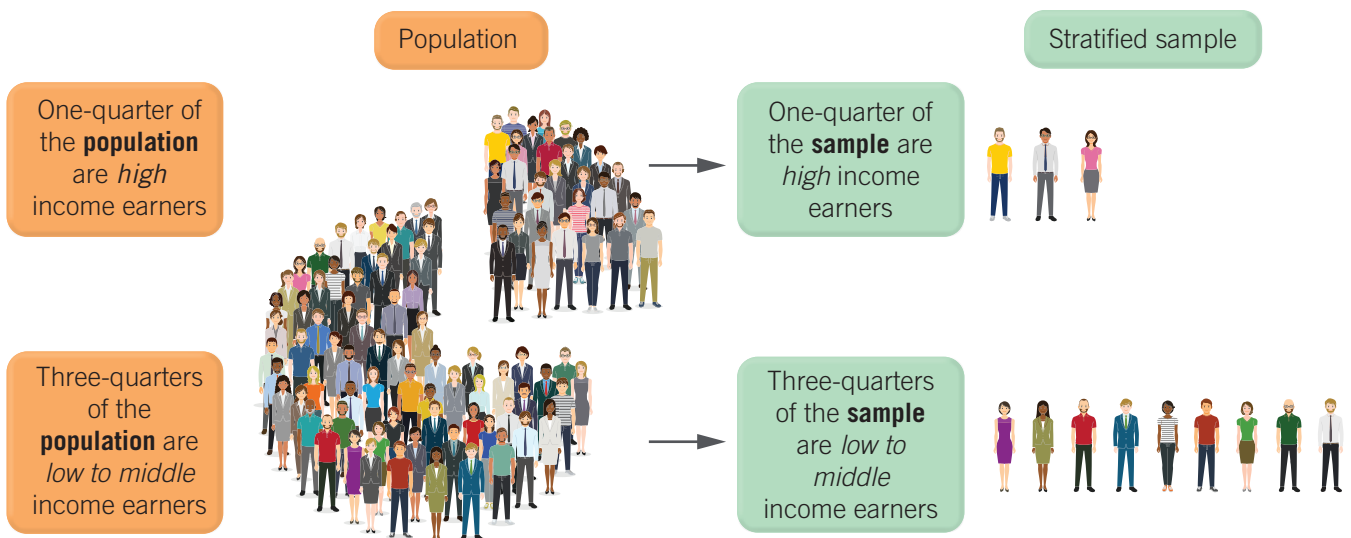 Population
Stratified sample
One-quarter of
the population
are high
income earners
One-quarter of
the sample are
high income
earners
Three-quarters
of the
population are
low to middle
income earners
Three-quarters
of the sample
are low to
middle
income earners